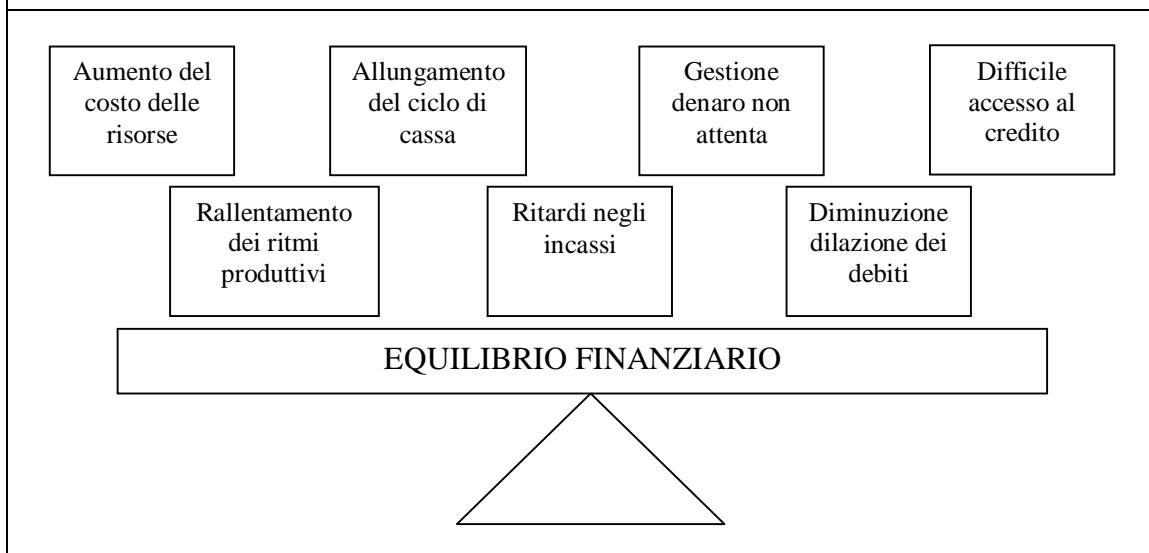 Aumento del
costo delle
risorse
Allungamento
del ciclo di
cassa
Gestione
denaro non
attenta
Difficile
accesso al
credito
Rallentamento
dei ritmi
produttivi
Ritardi negli
incassi
Diminuzione
dilazione dei
debiti
EQUILIBRIO FINANZIARIO